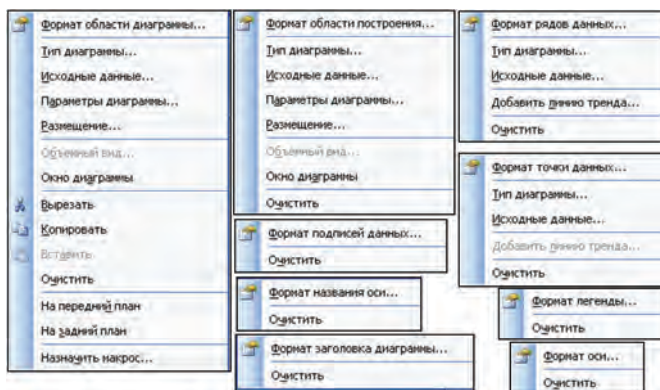 Формат области диаграммы...
Тип диаграммы...
Исходные данные...
Параметры диаграммы...
Размещение...
Объемный вид...
Окно диаграммы
Вырезать
Копировать
Вставить
Очистить
На передний план
На задний план
Назначить макрос...
Формат области построения...
Тип диаграммы...
Исходные данные...
Параметры диаграммы...
Размещение...
Объемный вид...
Окно диаграммы
Очистить
Формат подписей данных...
Очистить
Формат названия оси...
Очистить
Формат заголовка диаграммы...
Очистить
Формат рядов данных...
Тип диаграммы...
Исходные данные...
Добавить линию тренда...
Очистить
Формат точки данных...
Тип диаграммы...
Исходные данные...
Добавить линию тренда...
Очистить
Формат легенды...
Очистить
Формат оси...
Очистить